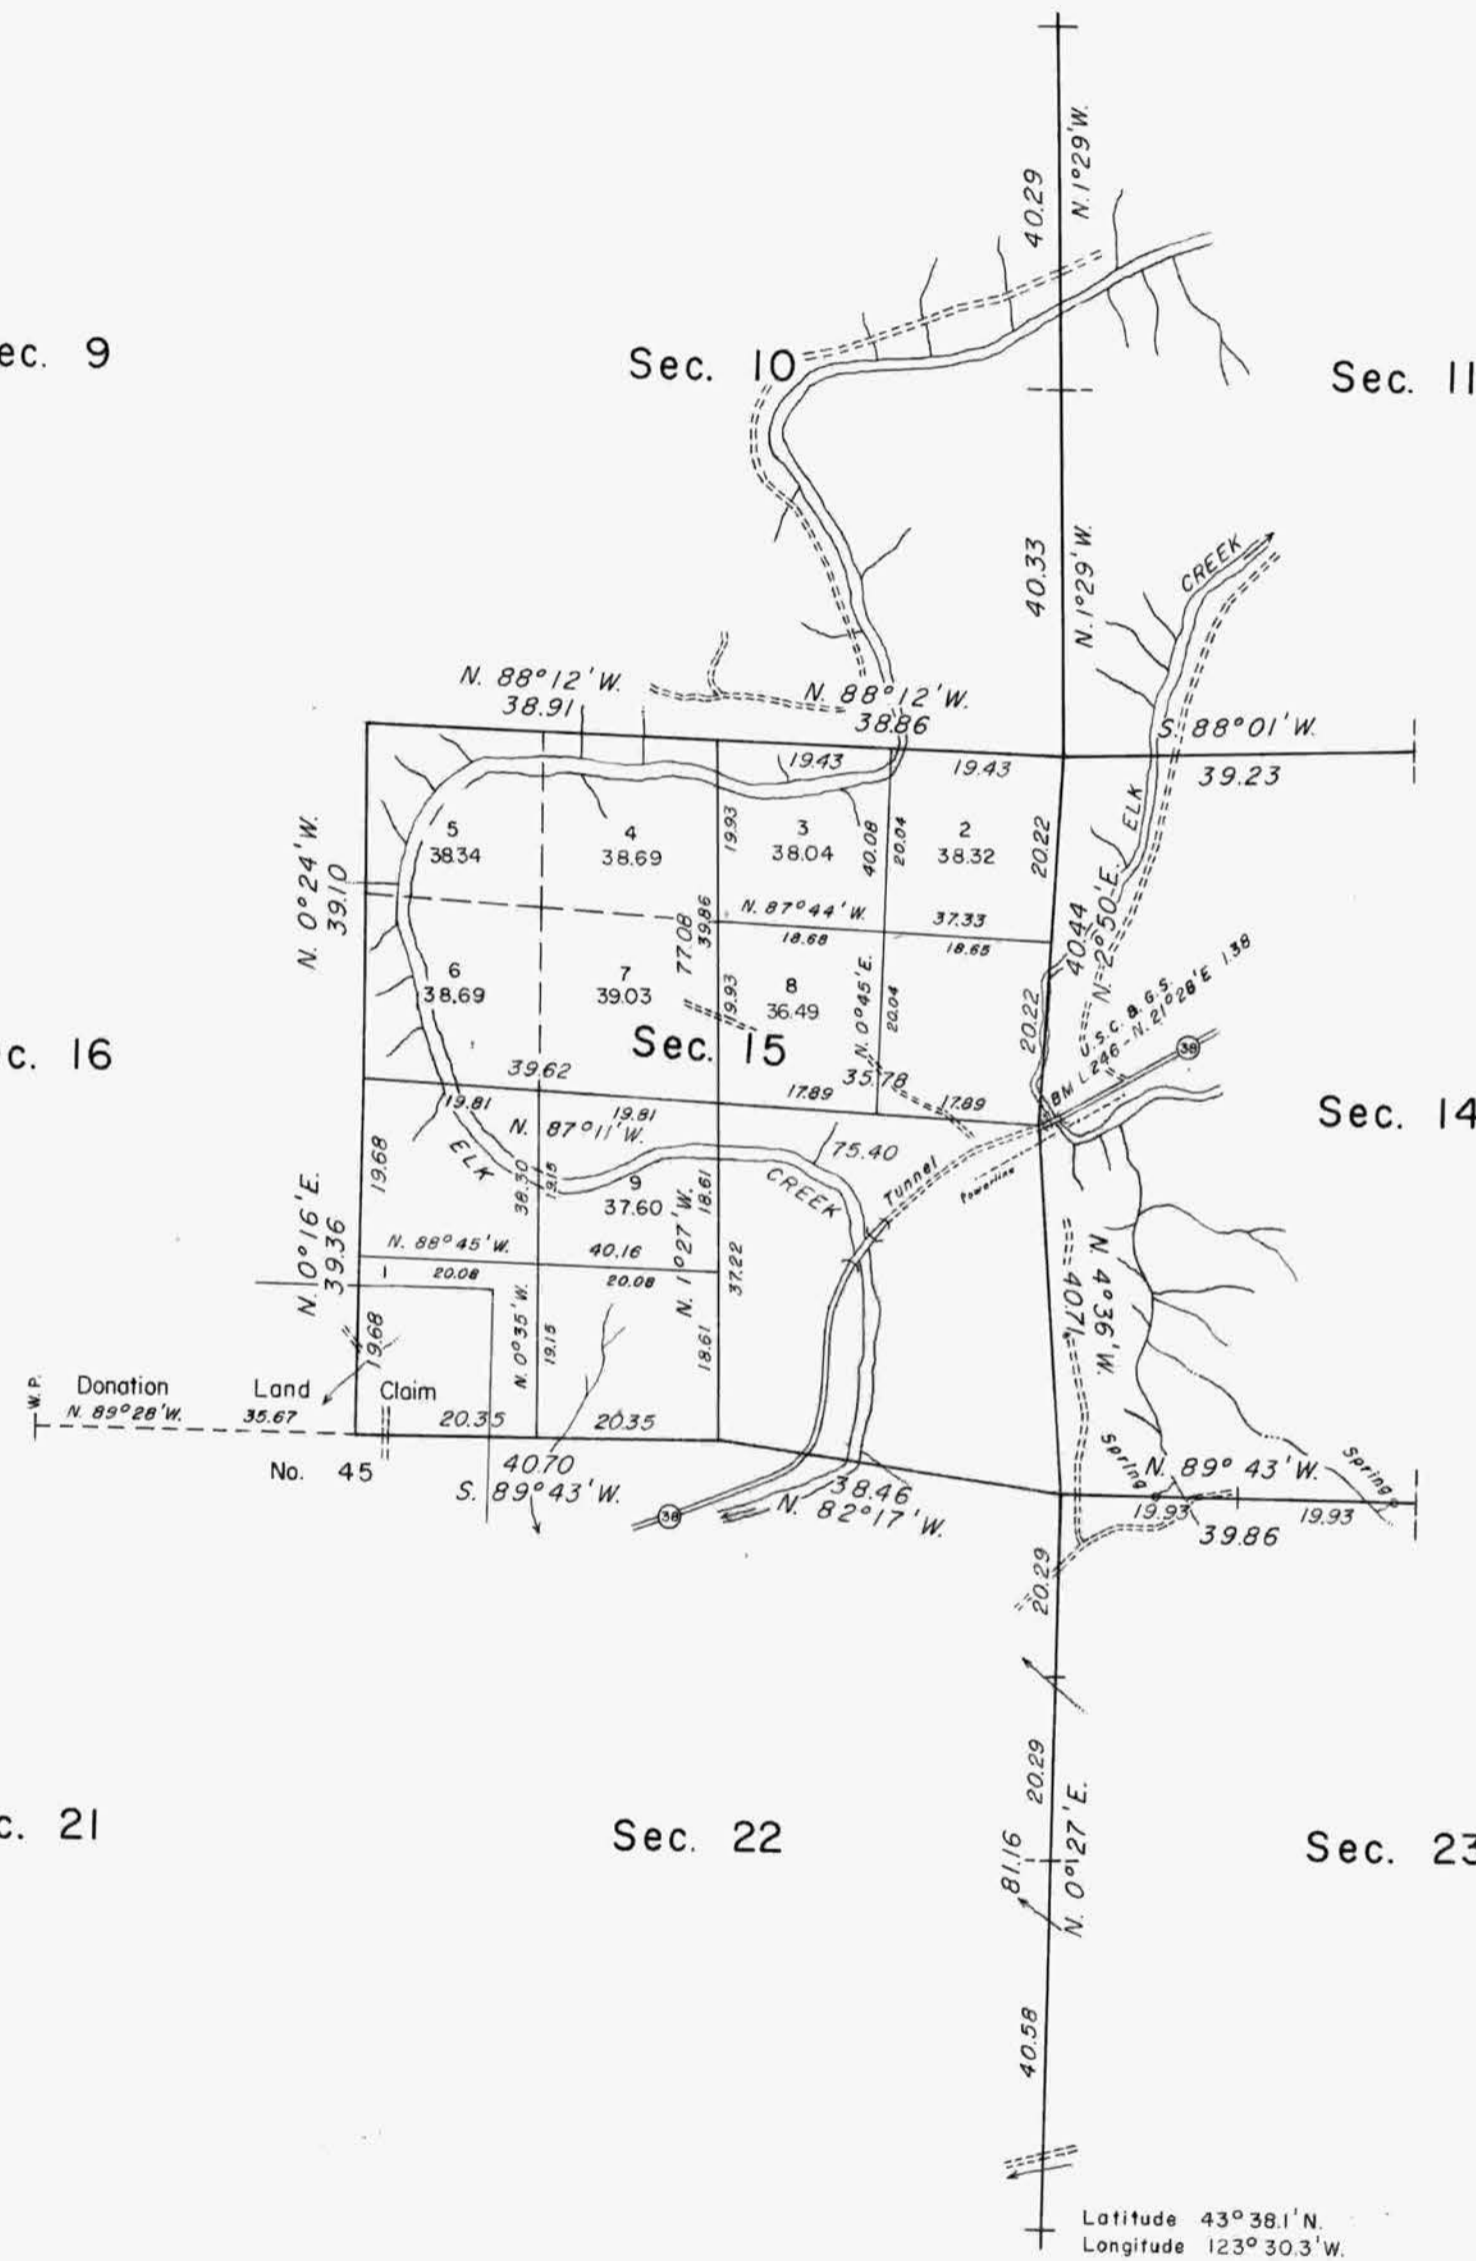 40.29
N. 1°29'W.
ec. 9
Sec. 10
Sec. 11
40.33
N. 1°29'W.
CREEK
N. 88°12'W.
38.91
N. 88°12'W.
38.86
S. 88°01'W.
39.23
19.43
19.43
ELK
N. 0°24'W.
39.10
5
38.34
4
38.69
19.93
3
38.04
40.08
20.04
2
38.32
20.22
N. 87°44'W.
37.33
18.68
18.65
77.08
39.86
40.44
N. 2°50'E.
6
38.69
7
39.03
19.93
8
36.49
N. 0°45'E.
20.04
20.22
U.S.C. & G.S.
BM L 246 - N. 21°28'E 1.38
38
c. 16
Sec. 15
Sec. 14
39.62
35.78
17.89
17.89
19.81
19.81
N. 87°11'W.
75.40
ELK
CREEK
Tunnel
Powerline
19.68
38.30
19.15
9
37.60
18.61
N. 0°16'E.
39.36
N. 88°45'W.
40.16
1
20.08
20.08
N. 1°27'W.
37.22
N. 4°36'W.
40.71
19.68
N. 0°35'W.
19.15
18.61
W.P.
Donation Land Claim
N. 89°28'W. 35.67
20.35
20.35
No. 45
40.70
S. 89°43'W.
38
38.46
N. 82°17'W.
Spring
N. 89°43'W.
Spring
19.93
19.93
39.86
20.29
20.29
81.16
N. 0°27'E.
c. 21
Sec. 22
Sec. 23
40.58
Latitude 43°38.1'N.
Longitude 123°30.3'W.